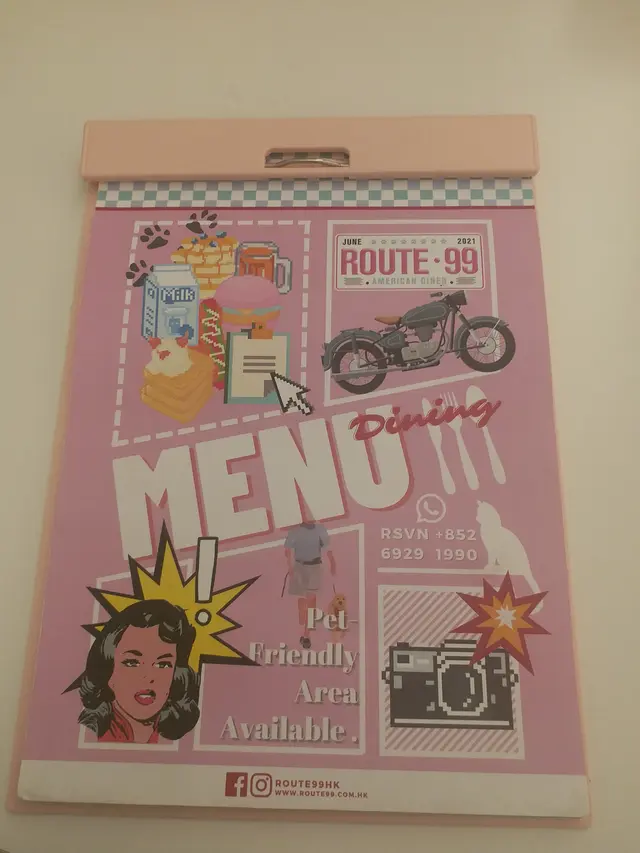 JUNE 2021
ROUTE • 99
AMERICAN DINER
Milk
Dining
MENU
RSVN +852
6929 1990
!
Pet-
Friendly
Area
Available .
ROUTE99HK
WWW.ROUTE99.COM.HK